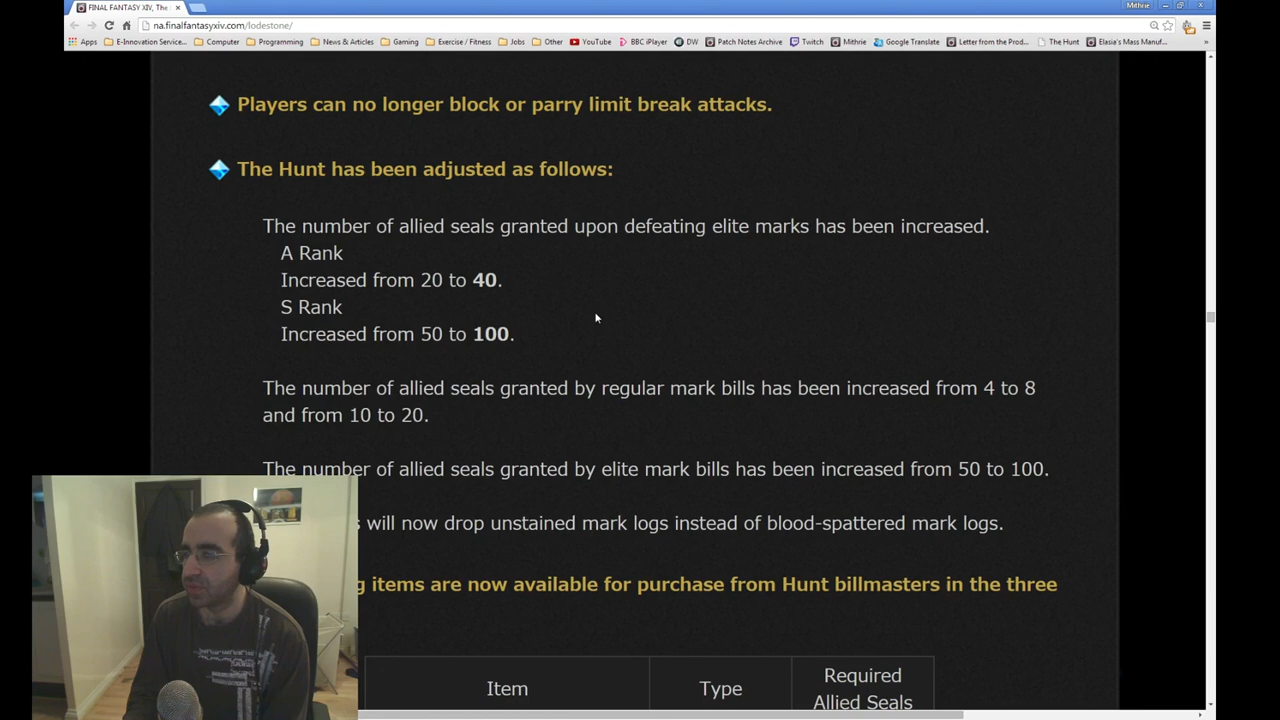 FINAL FANTASY XIV, The L
Mithrie
na.finalfantasyxiv.com/lodestone/
Apps E-Innovation Service... Computer Programming News & Articles Gaming Exercise / Fitness Jobs Other YouTube BBC iPlayer DW Patch Notes Archive Twitch Mithrie Google Translate Letter from the Prod... The Hunt Elasia's Mass Manuf... »
Players can no longer block or parry limit break attacks.
The Hunt has been adjusted as follows:
The number of allied seals granted upon defeating elite marks has been increased.
A Rank
Increased from 20 to 40.
S Rank
Increased from 50 to 100.
The number of allied seals granted by regular mark bills has been increased from 4 to 8
and from 10 to 20.
The number of allied seals granted by elite mark bills has been increased from 50 to 100.
will now drop unstained mark logs instead of blood-spattered mark logs.
items are now available for purchase from Hunt billmasters in the three
Item Type Required
Allied Seals